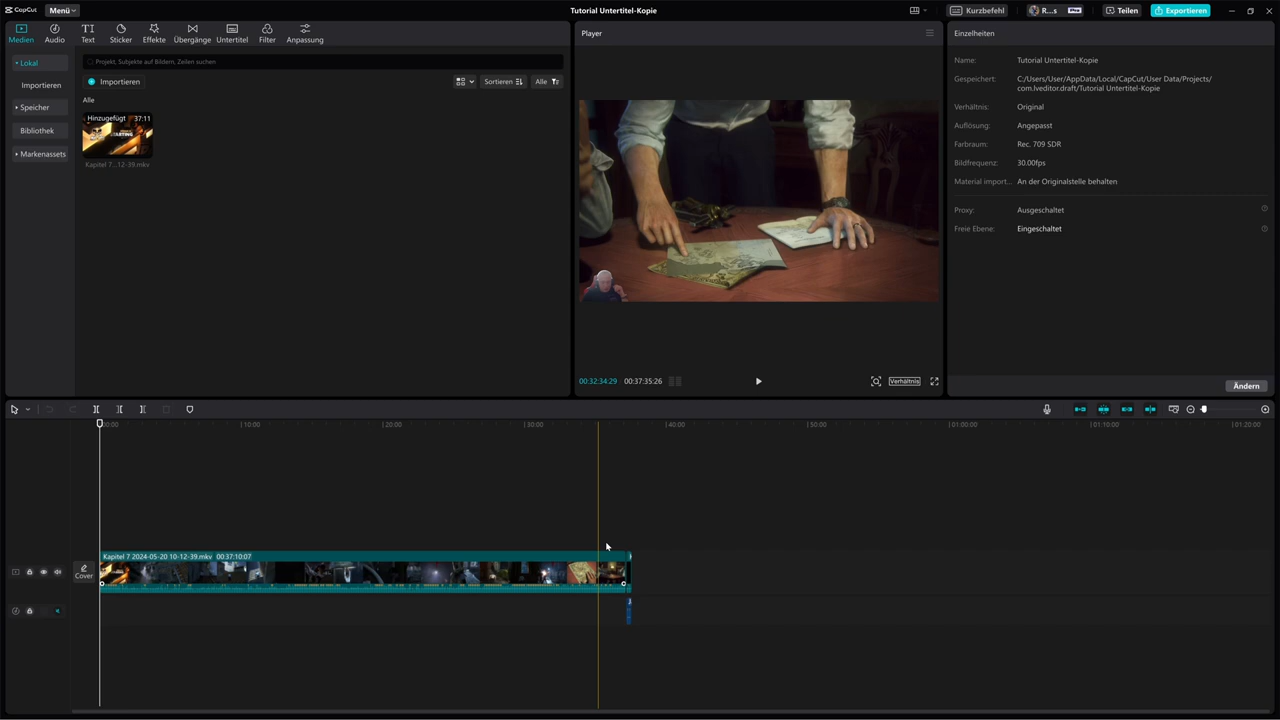 CapCut
Menü
Tutorial Untertitel-Kopie
Kurzbefehl
R...s
Pro
Teilen
Exportieren
Medien
Audio
Text
Sticker
Effekte
Übergänge
Untertitel
Filter
Anpassung
Lokal
Importieren
Speicher
Bibliothek
Markenassets
Projekt, Subjekte auf Bildern, Zeilen suchen
Importieren
Sortieren
Alle
Alle
Hinzugefügt
37:11
Kapitel 7...12-39.mkv
Player
00:32:34:29
00:37:35:26
Verhältnis
Einzelheiten
Name:
Tutorial Untertitel-Kopie
Gespeichert:
C:/Users/User/AppData/Local/CapCut/User Data/Projects/
com.lveditor.draft/Tutorial Untertitel-Kopie
Verhältnis:
Original
Auflösung:
Angepasst
Farbraum:
Rec. 709 SDR
Bildfrequenz:
30.00fps
Material import...
An der Originalstelle behalten
Proxy:
Ausgeschaltet
Freie Ebene:
Eingeschaltet
Ändern
00:00
10:00
20:00
30:00
40:00
50:00
01:00:00
01:10:00
01:20:00
Cover
Kapitel 7 2024-05-20 10-12-39.mkv
00:37:10:07